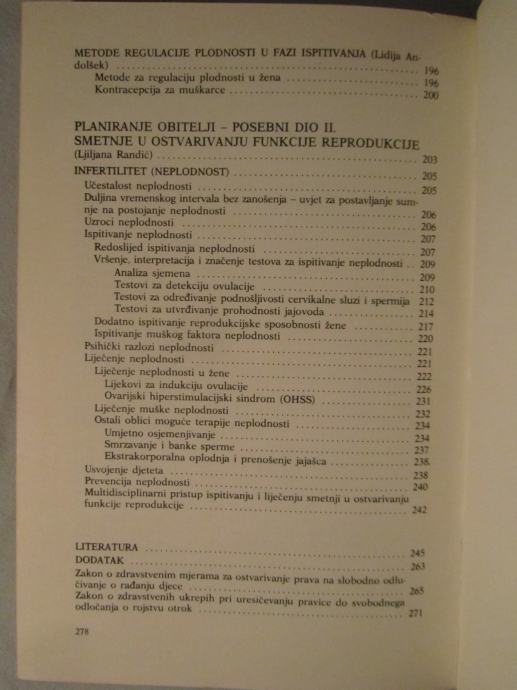 METODE REGULACIJE PLODNOSTI U FAZI ISPITIVANJA (Lidija An-
dolšek) 196
Metode za regulaciju plodnosti u žena 196
Kontracepcija za muškarce 200
PLANIRANJE OBITELJI – POSEBNI DIO II.
SMETNJE U OSTVARIVANJU FUNKCIJE REPRODUKCIJE
(Ljiljana Randić) 203
INFERTILITET (NEPLODNOST) 205
Učestalost neplodnosti 205
Duljina vremenskog intervala bez zanošenja – uvjet za postavljanje sum-
nje na postojanje neplodnosti 206
Uzroci neplodnosti 206
Ispitivanje neplodnosti 207
Redoslijed ispitivanja neplodnosti 207
Vršenje, interpretacija i značenje testova za ispitivanje neplodnosti .. 209
Analiza sjemena 209
Testovi za detekciju ovulacije 210
Testovi za određivanje podnošljivosti cervikalne sluzi i spermija 212
Testovi za utvrđivanje prohodnosti jajovoda 214
Dodatno ispitivanje reprodukcijske sposobnosti žene 217
Ispitivanje muškog faktora neplodnosti 220
Psihički razlozi neplodnosti 221
Liječenje neplodnosti 221
Liječenje neplodnosti u žene 222
Lijekovi za indukciju ovulacije 226
Ovarijski hiperstimulacijski sindrom (OHSS) 231
Liječenje muške neplodnosti 232
Ostali oblici moguće terapije neplodnosti 234
Umjetno osjemenjivanje 234
Smrzavanje i banke sperme 237
Ekstrakorporalna oplodnja i prenošenje jajašca 238
Usvojenje djeteta 238
Prevencija neplodnosti 240
Multidisciplinarni pristup ispitivanju i liječenju smetnji u ostvarivanju
funkcije reprodukcije 242
LITERATURA 245
DODATAK 263
Zakon o zdravstvenim mjerama za ostvarivanje prava na slobodno odlu-
čivanje o rađanju djece 265
Zakon o zdravstvenih ukrepih pri uresičevanju pravice do svobodnega
odločanja o rojstvu otrok 271
278